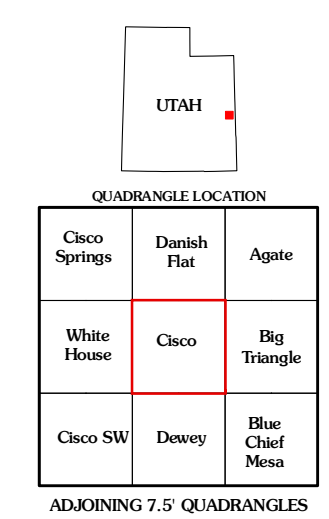 UTAH
QUADRANGLE LOCATION
Cisco
Springs
Danish
Flat
Agate
White
House
Cisco
Big
Triangle
Cisco SW
Dewey
Blue
Chief
Mesa
ADJOINING 7.5' QUADRANGLES